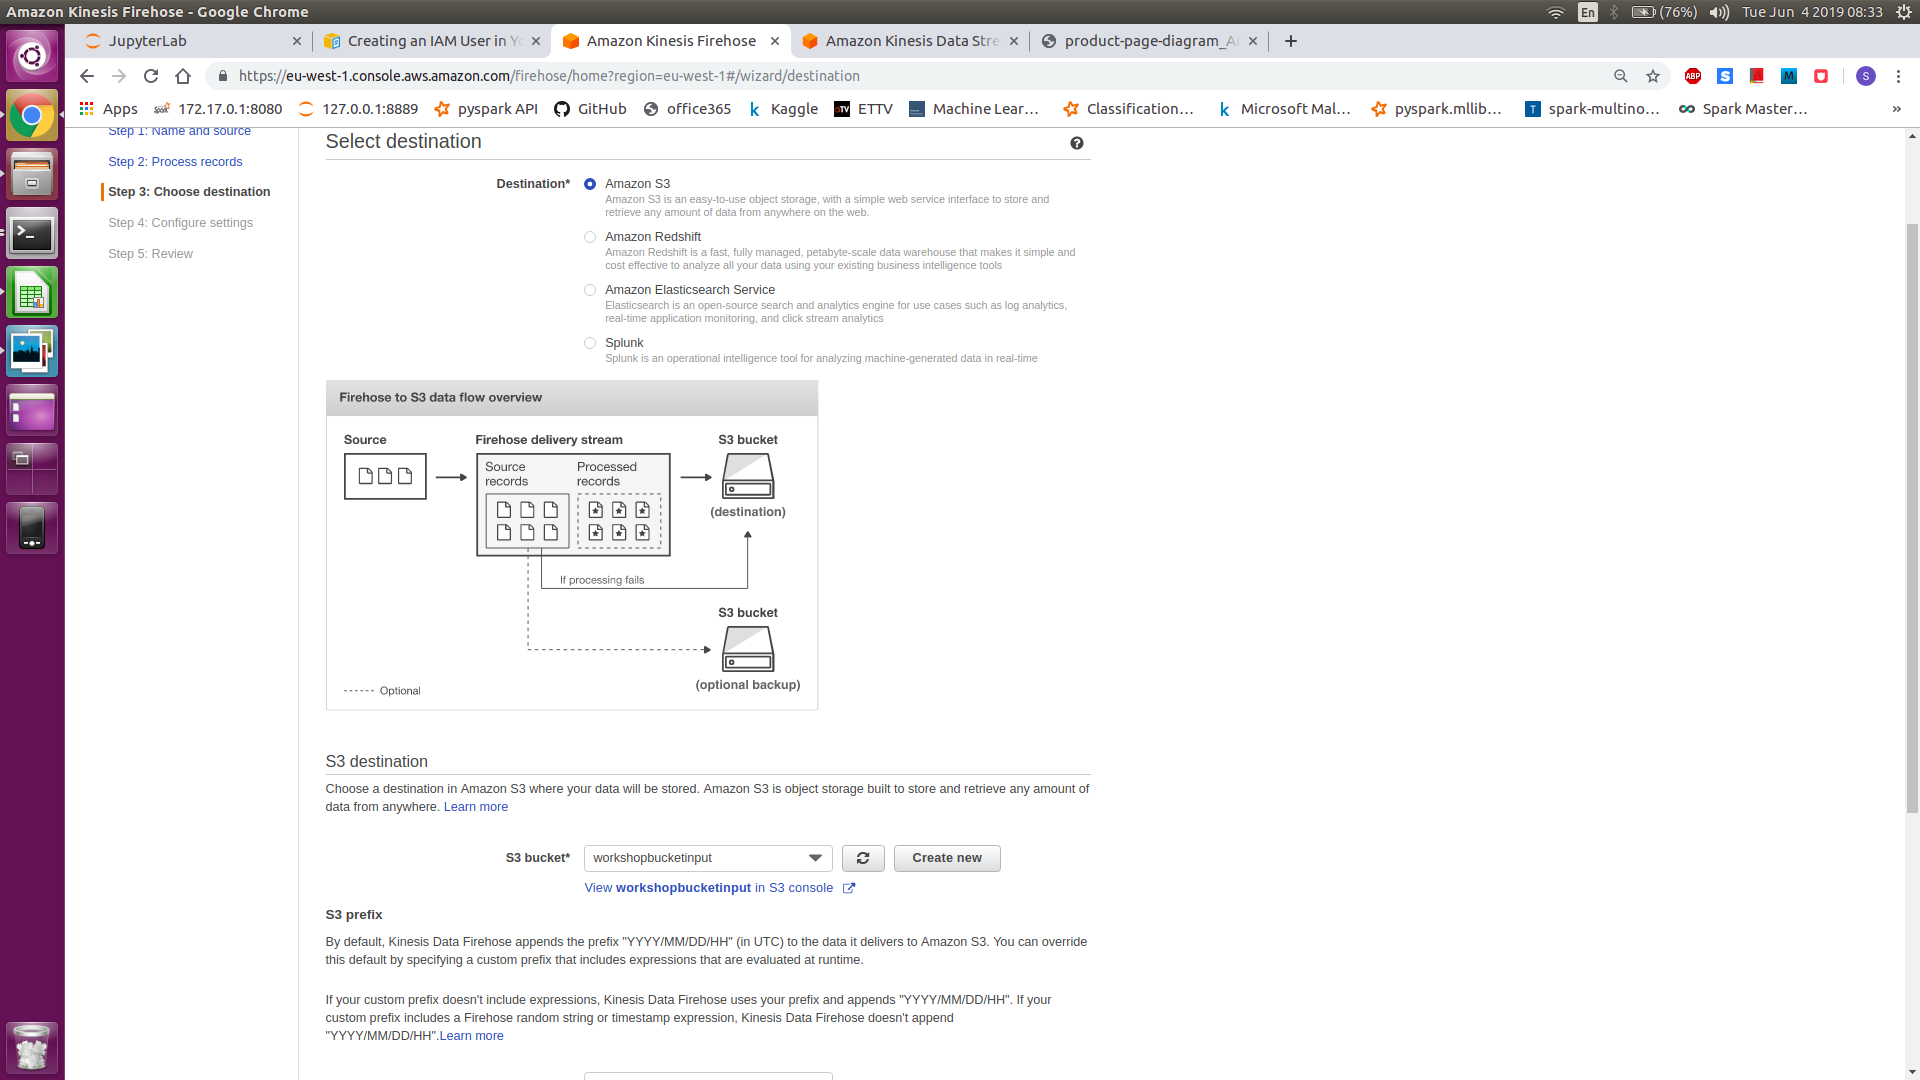 Amazon Kinesis Firehose - Google Chrome
En
(76%)
Tue Jun 4 2019 08:33
JupyterLab
Creating an IAM User in Yo
Amazon Kinesis Firehose
Amazon Kinesis Data Stre
product-page-diagram_A
https://eu-west-1.console.aws.amazon.com/firehose/home?region=eu-west-1#/wizard/destination
ABP
S
M
S
Apps
172.17.0.1:8080
127.0.0.1:8889
pyspark API
GitHub
office365
Kaggle
ETTV
Machine Lear...
Classification...
Microsoft Mal...
pyspark.mllib...
spark-multino...
Spark Master...
»
Step 1: Name and source
Step 2: Process records
Step 3: Choose destination
Step 4: Configure settings
Step 5: Review
Select destination
Destination*
Amazon S3
Amazon S3 is an easy-to-use object storage, with a simple web service interface to store and
retrieve any amount of data from anywhere on the web.
Amazon Redshift
Amazon Redshift is a fast, fully managed, petabyte-scale data warehouse that makes it simple and
cost effective to analyze all your data using your existing business intelligence tools
Amazon Elasticsearch Service
Elasticsearch is an open-source search and analytics engine for use cases such as log analytics,
real-time application monitoring, and click stream analytics
Splunk
Splunk is an operational intelligence tool for analyzing machine-generated data in real-time
Firehose to S3 data flow overview
Source
Firehose delivery stream
S3 bucket
Source
records
Processed
records
(destination)
If processing fails
S3 bucket
(optional backup)
Optional
S3 destination
Choose a destination in Amazon S3 where your data will be stored. Amazon S3 is object storage built to store and retrieve any amount of
data from anywhere. Learn more
S3 bucket*
workshopbucketinput
Create new
View workshopbucketinput in S3 console
S3 prefix
By default, Kinesis Data Firehose appends the prefix "YYYY/MM/DD/HH" (in UTC) to the data it delivers to Amazon S3. You can override
this default by specifying a custom prefix that includes expressions that are evaluated at runtime.
If your custom prefix doesn't include expressions, Kinesis Data Firehose uses your prefix and appends "YYYY/MM/DD/HH". If your
custom prefix includes a Firehose random string or timestamp expression, Kinesis Data Firehose doesn't append
"YYYY/MM/DD/HH".Learn more